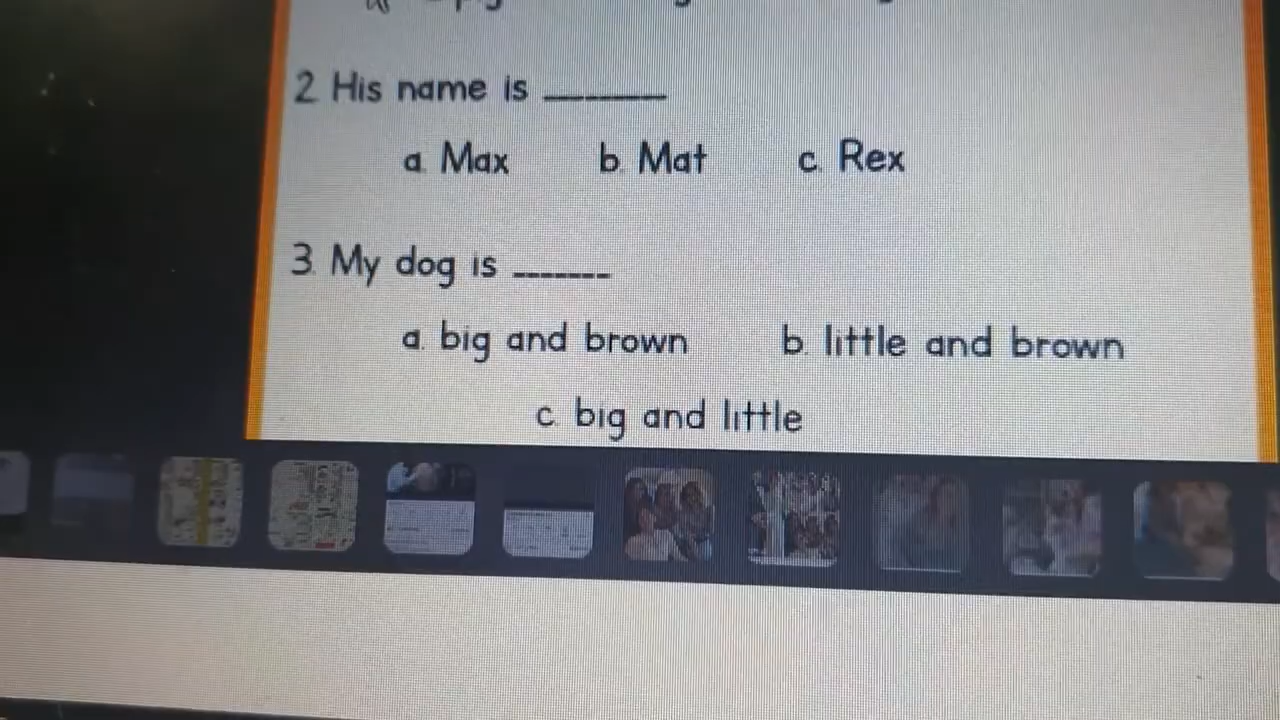 2. His name is ______
a. Max b. Mat c. Rex
3. My dog is _______
a. big and brown b. little and brown
c. big and little